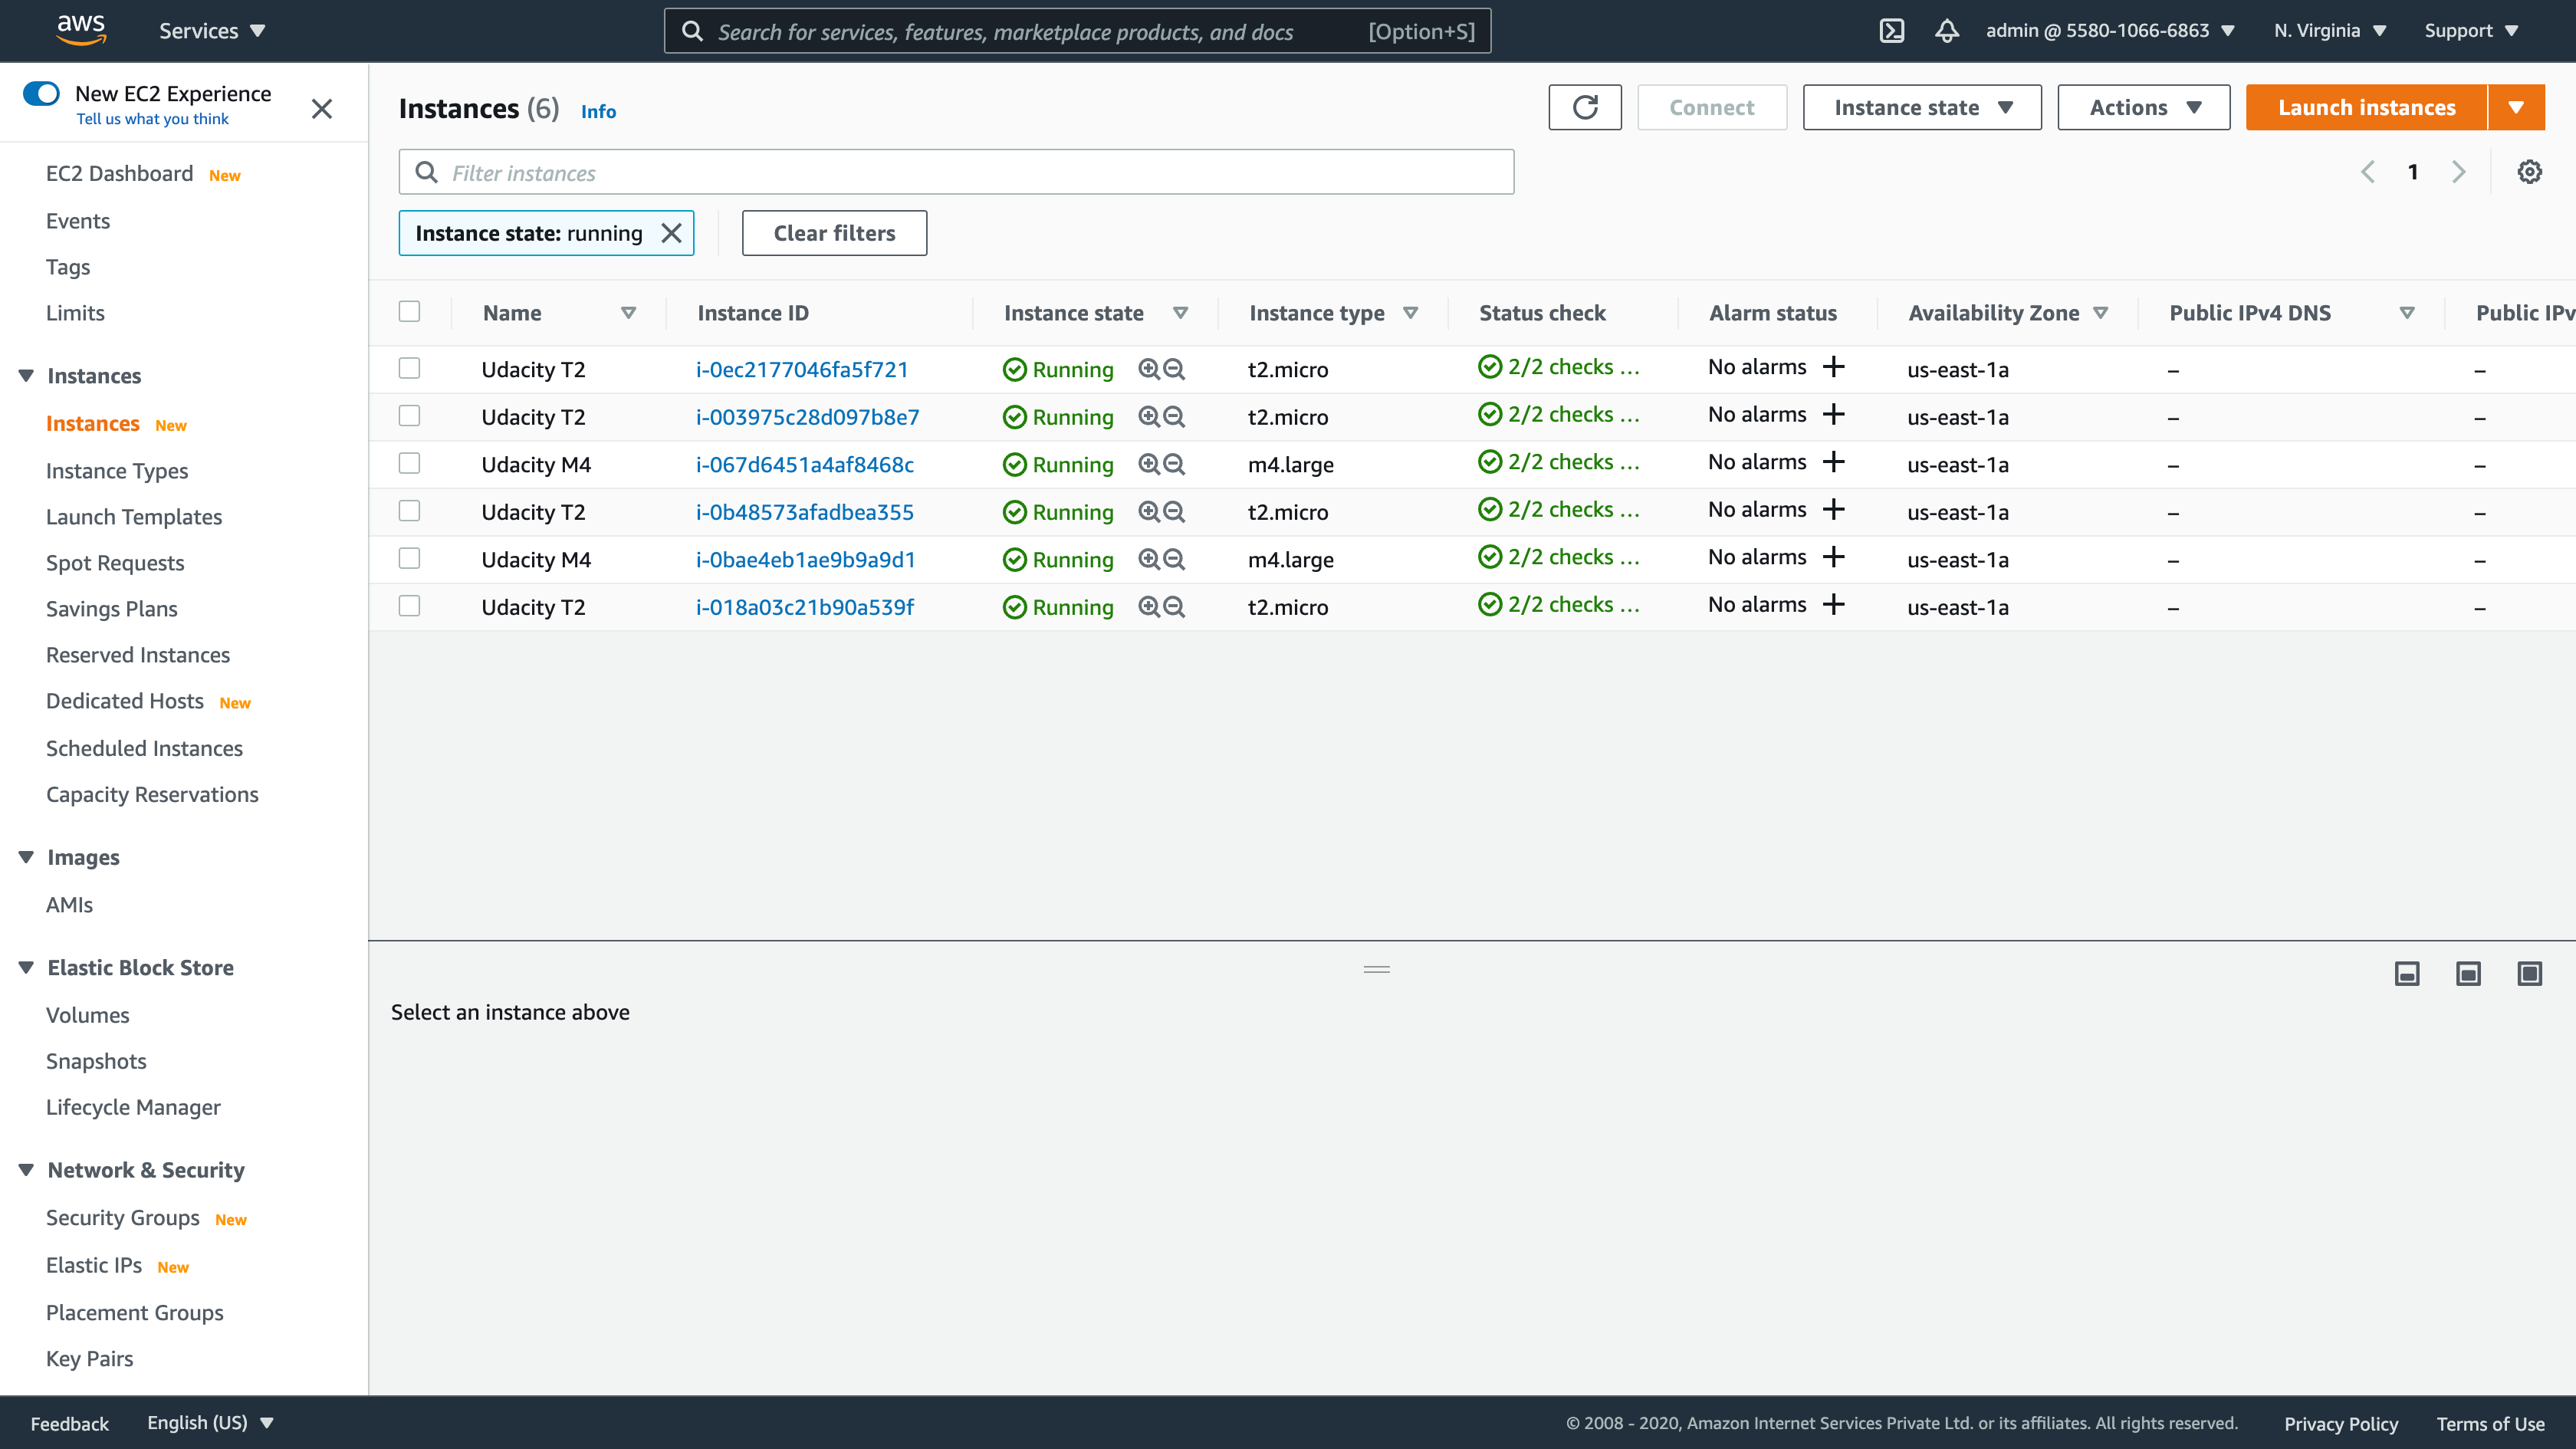 aws Services Search for services, features, marketplace products, and docs [Option+S] admin @ 5580-1066-6863 N. Virginia Support
New EC2 Experience
Tell us what you think
EC2 Dashboard New
Events
Tags
Limits
Instances
Instances New
Instance Types
Launch Templates
Spot Requests
Savings Plans
Reserved Instances
Dedicated Hosts New
Scheduled Instances
Capacity Reservations
Images
AMIs
Elastic Block Store
Volumes
Snapshots
Lifecycle Manager
Network & Security
Security Groups New
Elastic IPs New
Placement Groups
Key Pairs
Instances (6) Info Connect Instance state Actions Launch instances
Filter instances 1
Instance state: running Clear filters
Name Instance ID Instance state Instance type Status check Alarm status Availability Zone Public IPv4 DNS Public IPv
Udacity T2 i-0ec2177046fa5f721 Running t2.micro 2/2 checks ... No alarms + us-east-1a – –
Udacity T2 i-003975c28d097b8e7 Running t2.micro 2/2 checks ... No alarms + us-east-1a – –
Udacity M4 i-067d6451a4af8468c Running m4.large 2/2 checks ... No alarms + us-east-1a – –
Udacity T2 i-0b48573afadbea355 Running t2.micro 2/2 checks ... No alarms + us-east-1a – –
Udacity M4 i-0bae4eb1ae9b9a9d1 Running m4.large 2/2 checks ... No alarms + us-east-1a – –
Udacity T2 i-018a03c21b90a539f Running t2.micro 2/2 checks ... No alarms + us-east-1a – –
Select an instance above
Feedback English (US) © 2008 - 2020, Amazon Internet Services Private Ltd. or its affiliates. All rights reserved. Privacy Policy Terms of Use